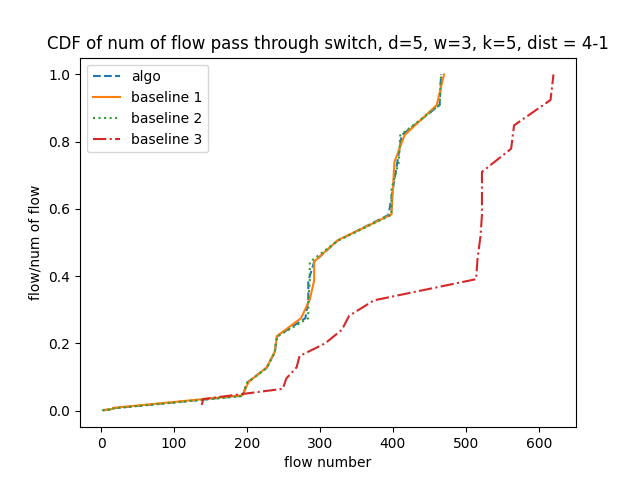 CDF of num of flow pass through switch, d=5, w=3, k=5, dist = 4-1
algo
baseline 1
baseline 2
baseline 3
1.0
0.8
0.6
0.4
0.2
0.0
flow/num of flow
0 100 200 300 400 500 600
flow number